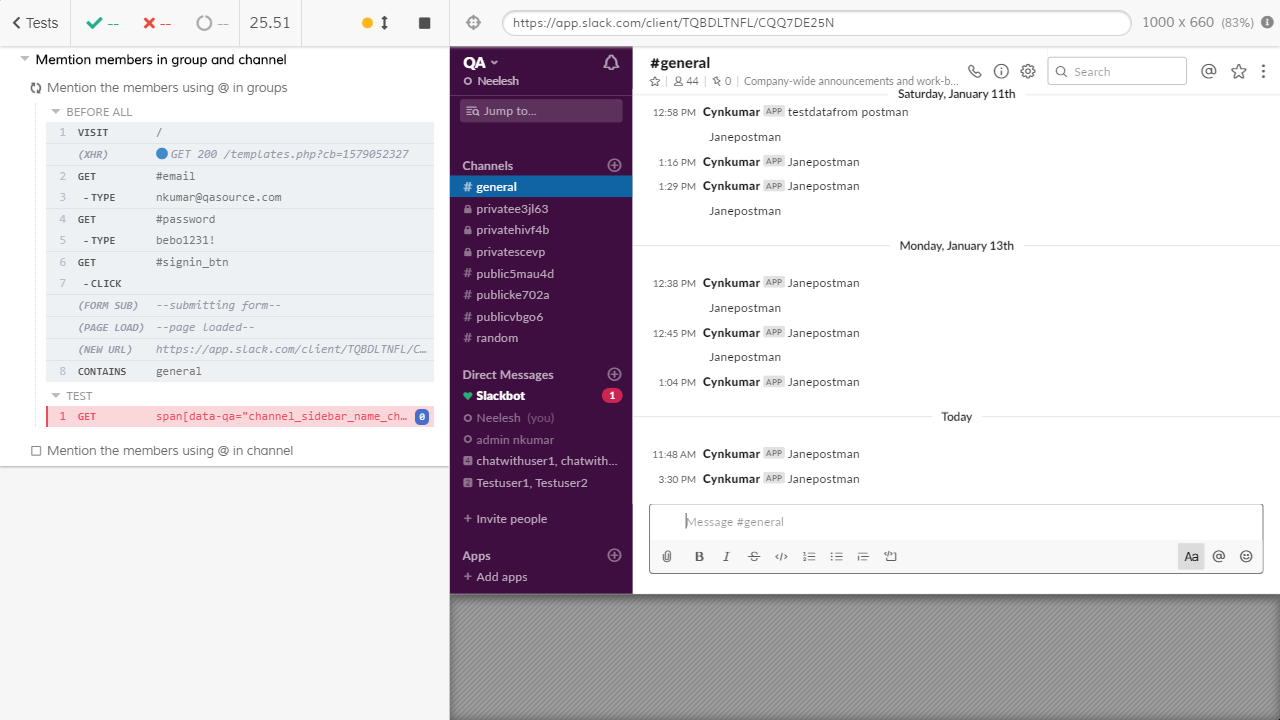 Tests
--
--
--
25.51
https://app.slack.com/client/TQBDLTNFL/CQQ7DE25N
1000 x 660 (83%)
Memtion members in group and channel
Mention the members using @ in groups
BEFORE ALL
1 VISIT /
(XHR) GET 200 /templates.php?cb=1579052327
2 GET #email
3 - TYPE nkumar@qasource.com
4 GET #password
5 - TYPE bebo1231!
6 GET #signin_btn
7 - CLICK
(FORM SUB) --submitting form--
(PAGE LOAD) --page loaded--
(NEW URL) https://app.slack.com/client/TQBDLTNFL/C...
8 CONTAINS general
TEST
1 GET span[data-qa="channel_sidebar_name_ch... 0
Mention the members using @ in channel
QA
Neelesh
Jump to...
Channels
# general
privatee3jl63
privatehivf4b
privatescevp
# public5mau4d
# publicke702a
# publicvbgo6
# random
Direct Messages
Slackbot 1
Neelesh (you)
admin nkumar
4 chatwithuser1, chatwith...
2 Testuser1, Testuser2
+ Invite people
Apps
+ Add apps
#general
44 | 0 | Company-wide announcements and work-b...
Search
Saturday, January 11th
12:58 PM Cynkumar APP testdatafrom postman
Janepostman
1:16 PM Cynkumar APP Janepostman
1:29 PM Cynkumar APP Janepostman
Janepostman
Monday, January 13th
12:38 PM Cynkumar APP Janepostman
Janepostman
12:45 PM Cynkumar APP Janepostman
Janepostman
1:04 PM Cynkumar APP Janepostman
Today
11:48 AM Cynkumar APP Janepostman
3:30 PM Cynkumar APP Janepostman
Message #general
B I S </> Aa @